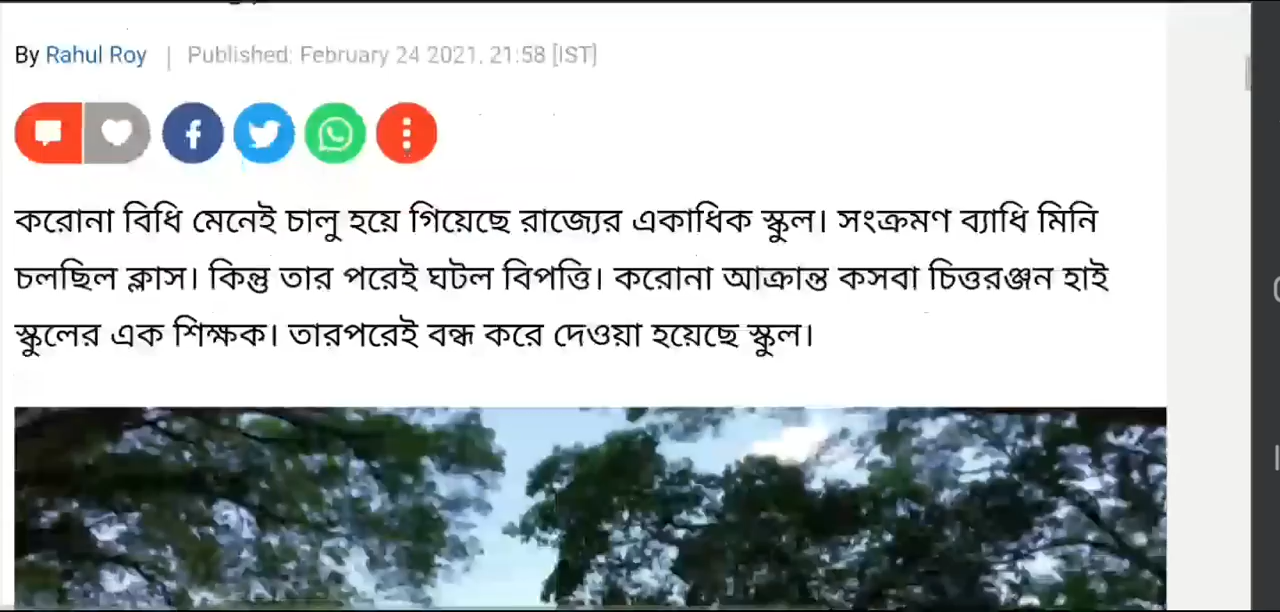 By Rahul Roy | Published: February 24 2021, 21:58 [IST]
করোনা বিধি মেনেই চালু হয়ে গিয়েছে রাজ্যের একাধিক স্কুল। সংক্রমণ ব্যাধি মিনি
চলছিল ক্লাস। কিন্তু তার পরেই ঘটল বিপত্তি। করোনা আক্রান্ত কসবা চিত্তরঞ্জন হাই
স্কুলের এক শিক্ষক। তারপরেই বন্ধ করে দেওয়া হয়েছে স্কুল।